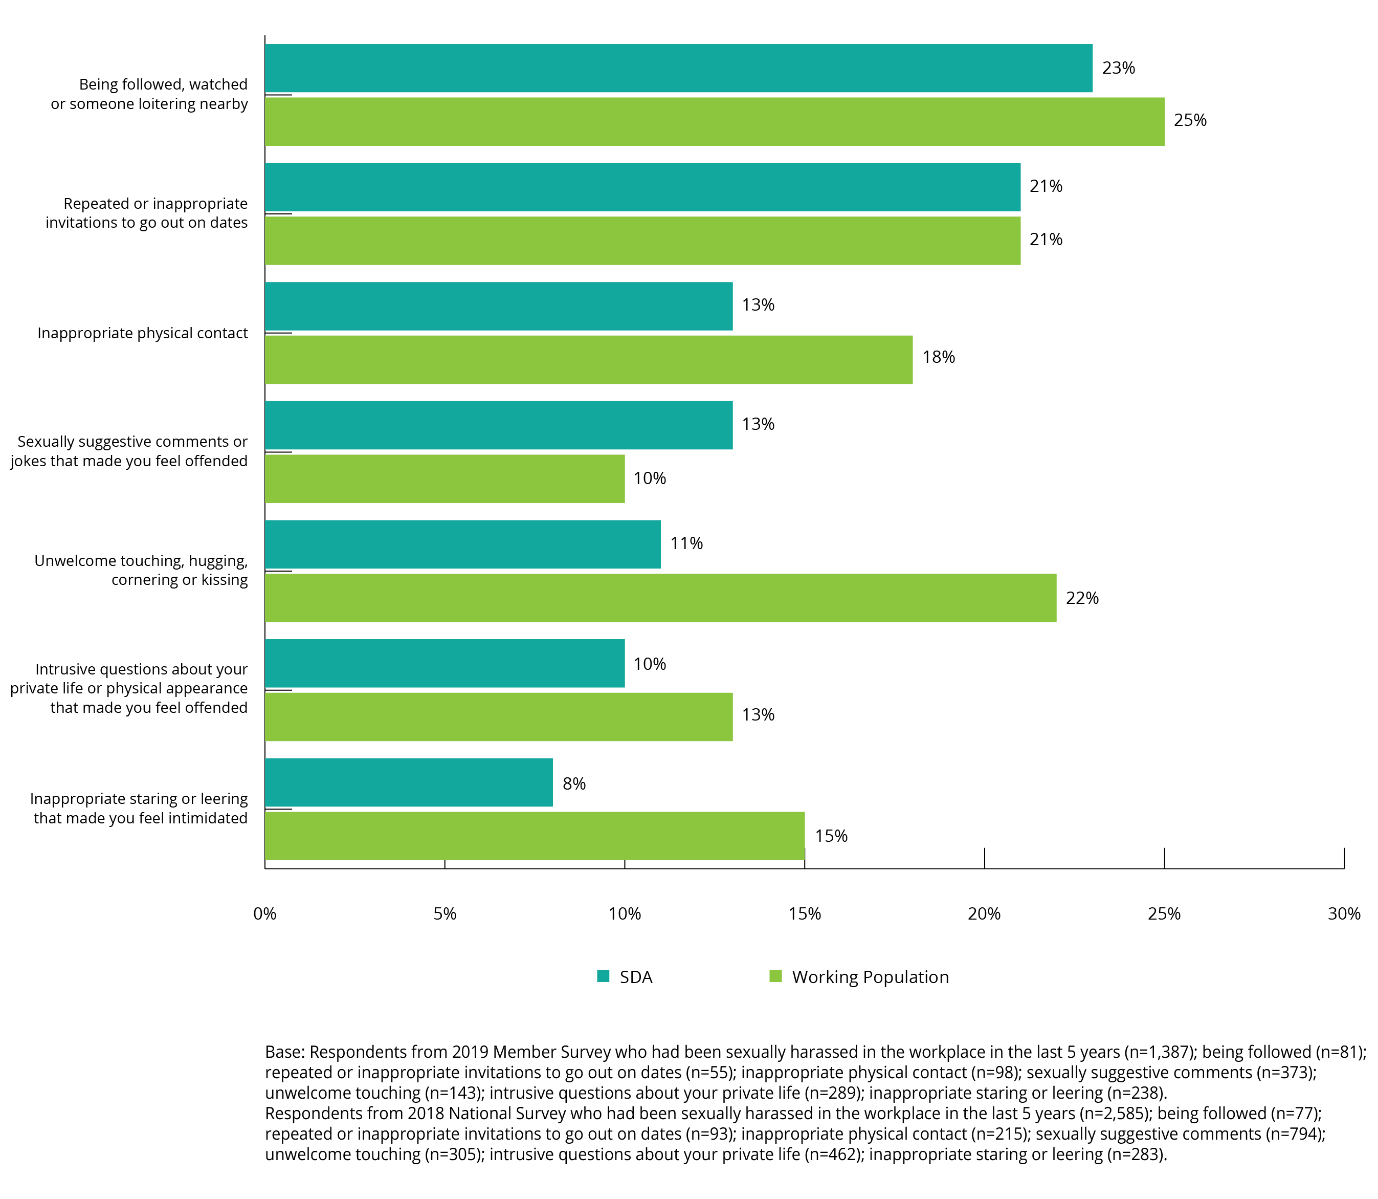 Being followed, watched
or someone loitering nearby
23%
25%
Repeated or inappropriate
invitations to go out on dates
21%
21%
Inappropriate physical contact
13%
18%
Sexually suggestive comments or
jokes that made you feel offended
13%
10%
Unwelcome touching, hugging,
cornering or kissing
11%
22%
Intrusive questions about your
private life or physical appearance
that made you feel offended
10%
13%
Inappropriate staring or leering
that made you feel intimidated
8%
15%
0% 5% 10% 15% 20% 25% 30%
SDA Working Population
Base: Respondents from 2019 Member Survey who had been sexually harassed in the workplace in the last 5 years (n=1,387); being followed (n=81);
repeated or inappropriate invitations to go out on dates (n=55); inappropriate physical contact (n=98); sexually suggestive comments (n=373);
unwelcome touching (n=143); intrusive questions about your private life (n=289); inappropriate staring or leering (n=238).
Respondents from 2018 National Survey who had been sexually harassed in the workplace in the last 5 years (n=2,585); being followed (n=77);
repeated or inappropriate invitations to go out on dates (n=93); inappropriate physical contact (n=215); sexually suggestive comments (n=794);
unwelcome touching (n=305); intrusive questions about your private life (n=462); inappropriate staring or leering (n=283).